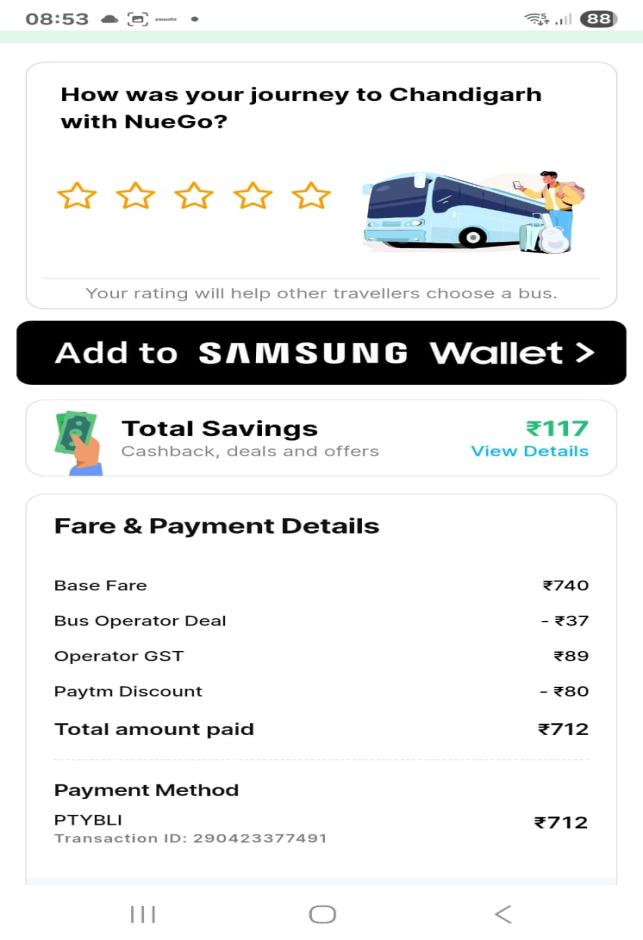 08:53
88
How was your journey to Chandigarh
with NueGo?
Your rating will help other travellers choose a bus.
Add to SAMSUNG Wallet >
Total Savings ₹117
Cashback, deals and offers View Details
Fare & Payment Details
Base Fare ₹740
Bus Operator Deal - ₹37
Operator GST ₹89
Paytm Discount - ₹80
Total amount paid ₹712
Payment Method
PTYBLI ₹712
Transaction ID: 290423377491